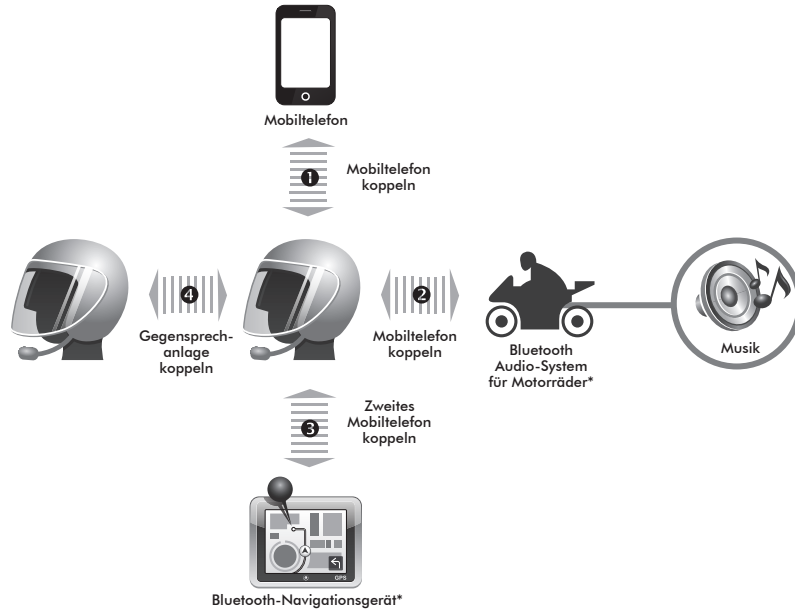 Mobiltelefon
1
Mobiltelefon
koppeln
4
2
Gegensprech-
anlage
koppeln
Mobiltelefon
koppeln
Bluetooth
Audio-System
für Motorräder*
Musik
3
Zweites
Mobiltelefon
koppeln
GPS
Bluetooth-Navigationsgerät*